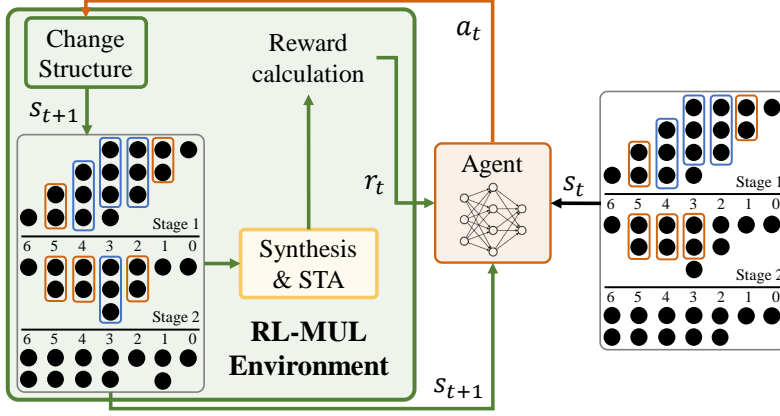 Change
Structure
s_{t+1}
Reward
calculation
a_t
r_t
Agent
s_t
Stage 1
6 5 4 3 2 1 0
Stage 2
6 5 4 3 2 1 0
Synthesis
& STA
RL-MUL
Environment
s_{t+1}
Stage 1
6 5 4 3 2 1 0
Stage 2
6 5 4 3 2 1 0